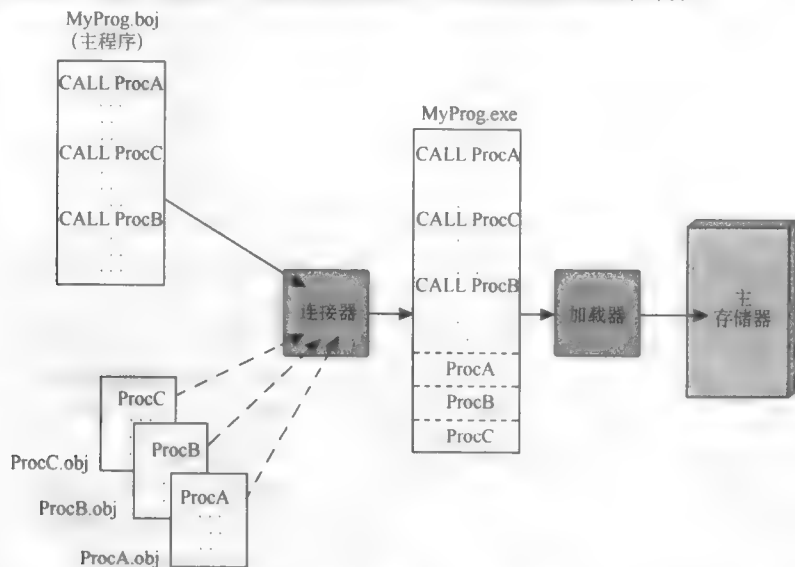 MyProg.boj
（主程序）
CALL ProcA
CALL ProcC
CALL ProcB
MyProg.exe
CALL ProcA
CALL ProcC
CALL ProcB
ProcA
ProcB
ProcC
连接器
加载器
主
存储器
ProcC
ProcC.obj
ProcB
ProcB.obj
ProcA
ProcA.obj